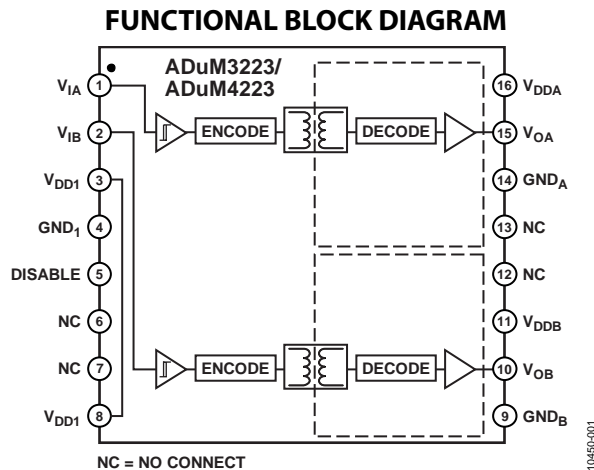 FUNCTIONAL BLOCK DIAGRAM
ADuM3223/
ADuM4223
VIA 1
VIB 2
VDD1 3
GND1 4
DISABLE 5
NC 6
NC 7
VDD1 8
ENCODE
DECODE
ENCODE
DECODE
16 VDDA
15 VOA
14 GNDA
13 NC
12 NC
11 VDDB
10 VOB
9 GNDB
NC = NO CONNECT
10450-001